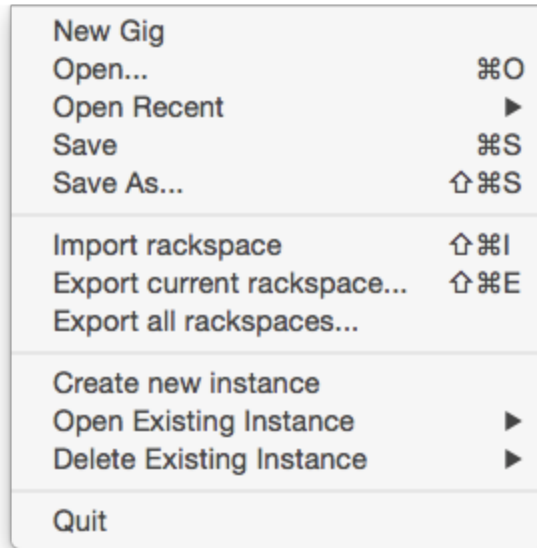 New Gig
Open... ⌘O
Open Recent ▶
Save ⌘S
Save As... ⇧⌘S
Import rackspace ⇧⌘I
Export current rackspace... ⇧⌘E
Export all rackspaces...
Create new instance
Open Existing Instance ▶
Delete Existing Instance ▶
Quit